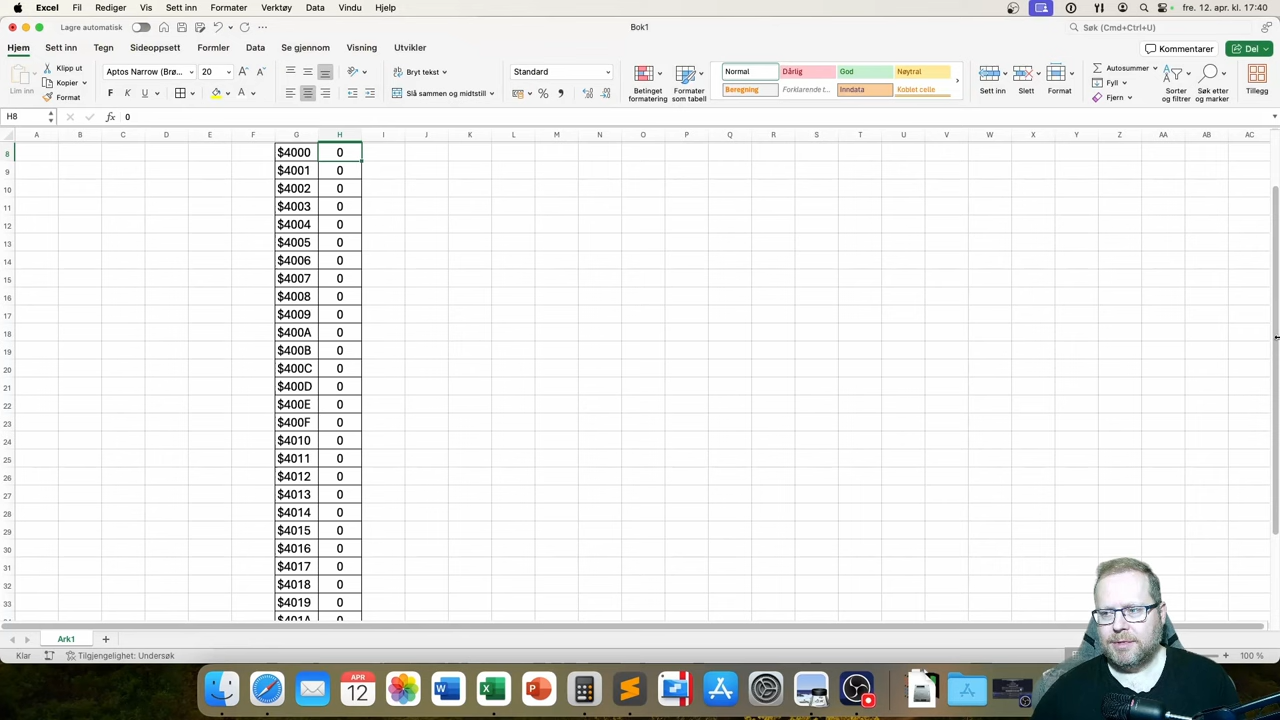 Excel Fil Rediger Vis Sett inn Formater Verktøy Data Vindu Hjelp fre. 12. apr. kl. 17:40
Lagre automatisk Bok1 Søk (Cmd+Ctrl+U)
Hjem Sett inn Tegn Sideoppsett Formler Data Se gjennom Visning Utvikler Kommentarer Del
Lim inn Klipp ut Kopier Format
Aptos Narrow (Brø... 20
F K U
Bryt tekst
Slå sammen og midtstill
Standard
Betinget formatering Formater som tabell
Normal Dårlig God Nøytral
Beregning Forklarende t... Inndata Koblet celle
Sett inn Slett Format
Autosummer
Fyll
Fjern
Sorter og filtrer Søk etter og marker Tillegg
H8 fx 0
A B C D E F G H I J K L M N O P Q R S T U V W X Y Z AA AB AC
8 $4000 0
9 $4001 0
10 $4002 0
11 $4003 0
12 $4004 0
13 $4005 0
14 $4006 0
15 $4007 0
16 $4008 0
17 $4009 0
18 $400A 0
19 $400B 0
20 $400C 0
21 $400D 0
22 $400E 0
23 $400F 0
24 $4010 0
25 $4011 0
26 $4012 0
27 $4013 0
28 $4014 0
29 $4015 0
30 $4016 0
31 $4017 0
32 $4018 0
33 $4019 0
$401A 0
Ark1
Klar Tilgjengelighet: Undersøk 100 %
APR
12